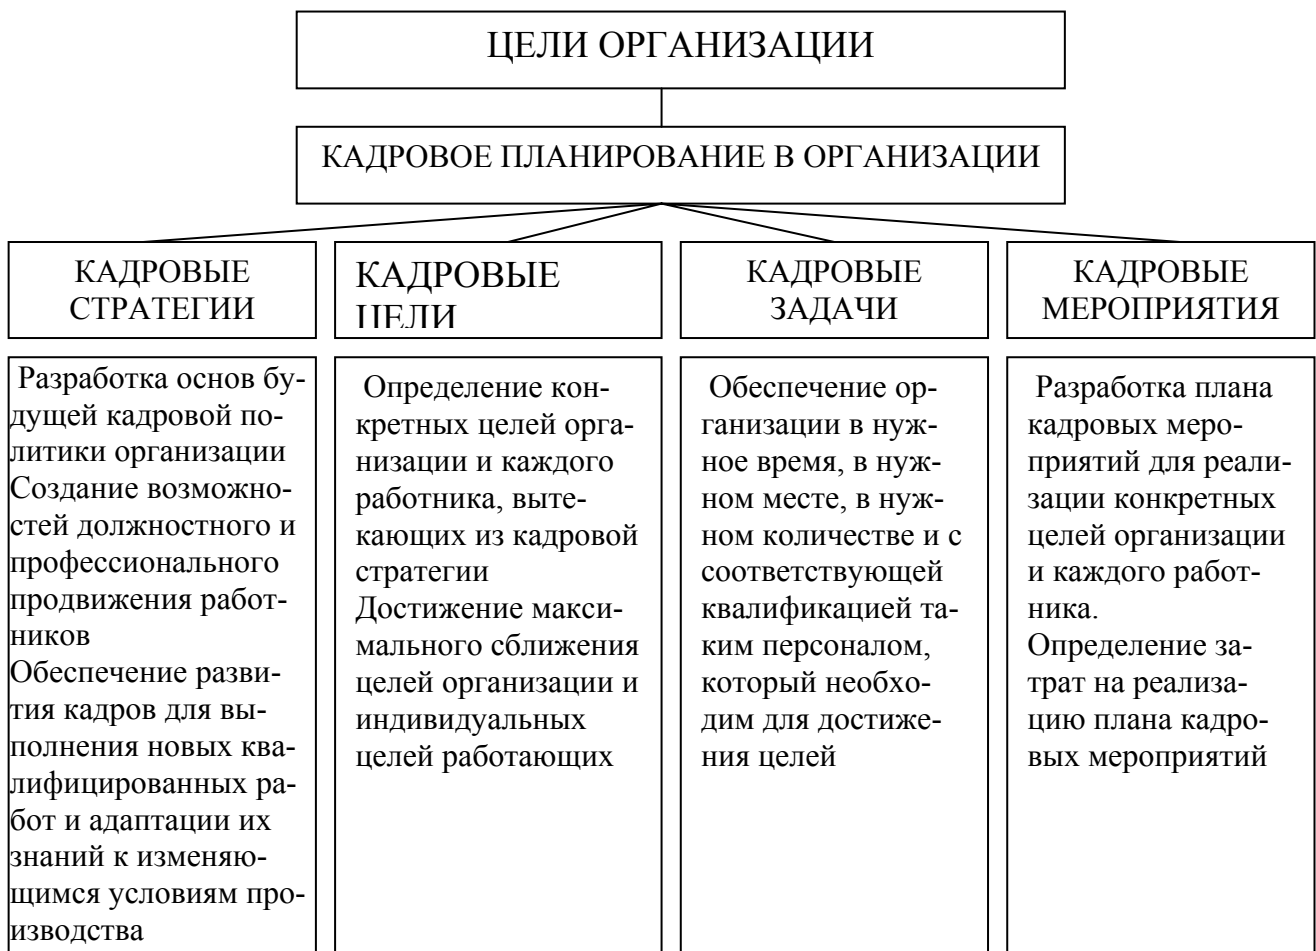 ЦЕЛИ ОРГАНИЗАЦИИ
КАДРОВОЕ ПЛАНИРОВАНИЕ В ОРГАНИЗАЦИИ
КАДРОВЫЕ
СТРАТЕГИИ
КАДРОВЫЕ
ЦЕЛИ
КАДРОВЫЕ
ЗАДАЧИ
КАДРОВЫЕ
МЕРОПРИЯТИЯ
Разработка основ бу-
дущей кадровой по-
литики организации
Создание возможно-
стей должностного и
профессионального
продвижения работ-
ников
Обеспечение разви-
тия кадров для вы-
полнения новых ква-
лифицированных ра-
бот и адаптации их
знаний к изменяю-
щимся условиям про-
изводства
Определение кон-
кретных целей орга-
низации и каждого
работника, выте-
кающих из кадровой
стратегии
Достижение макси-
мального сближения
целей организации и
индивидуальных
целей работающих
Обеспечение ор-
ганизации в нуж-
ное время, в нуж-
ном месте, в нуж-
ном количестве и с
соответствующей
квалификацией та-
ким персоналом,
который необхо-
дим для достиже-
ния целей
Разработка плана
кадровых меро-
приятий для реали-
зации конкретных
целей организации
и каждого работ-
ника.
Определение за-
трат на реализа-
цию плана кадро-
вых мероприятий